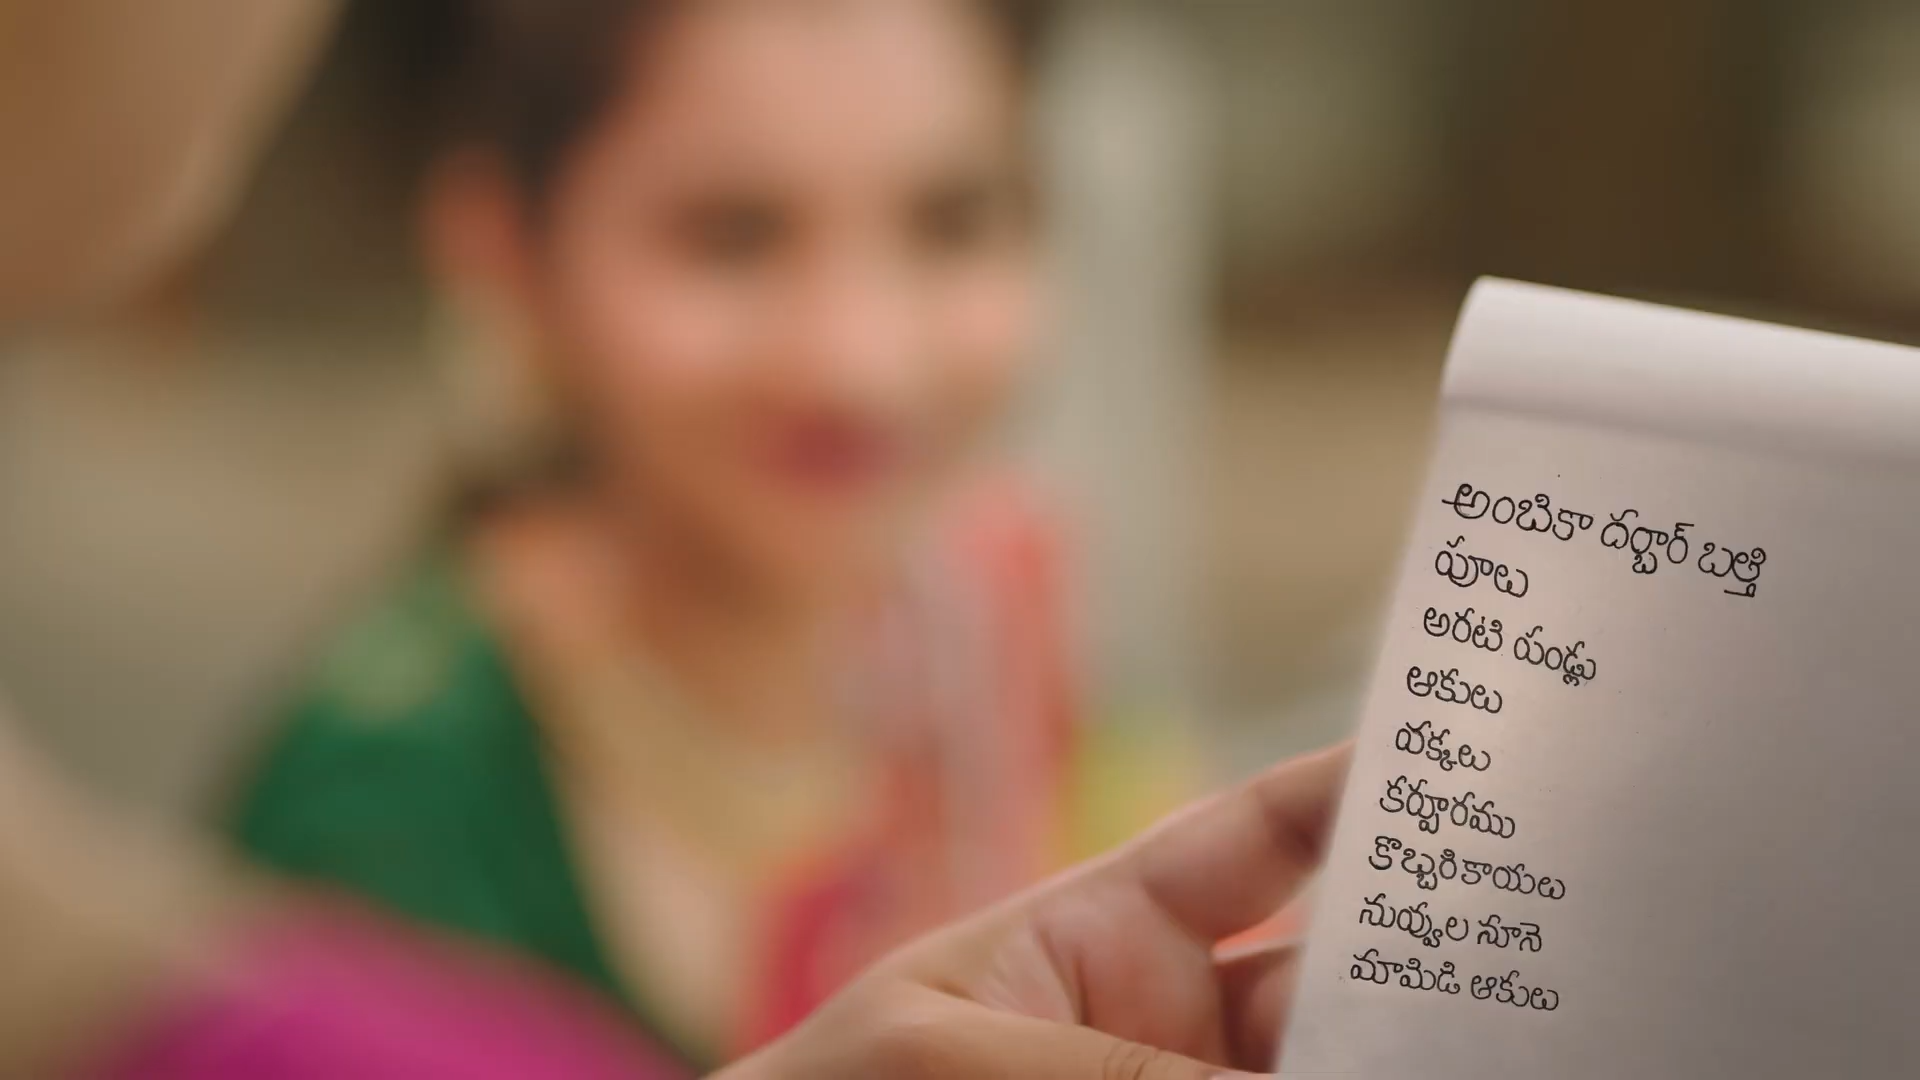 అంబికా దర్బార్ బత్తి
పూలు
అరటి పండ్లు
ఆకులు
వక్కలు
కర్పూరము
కొబ్బరికాయలు
నువ్వుల నూనె
మామిడి ఆకులు